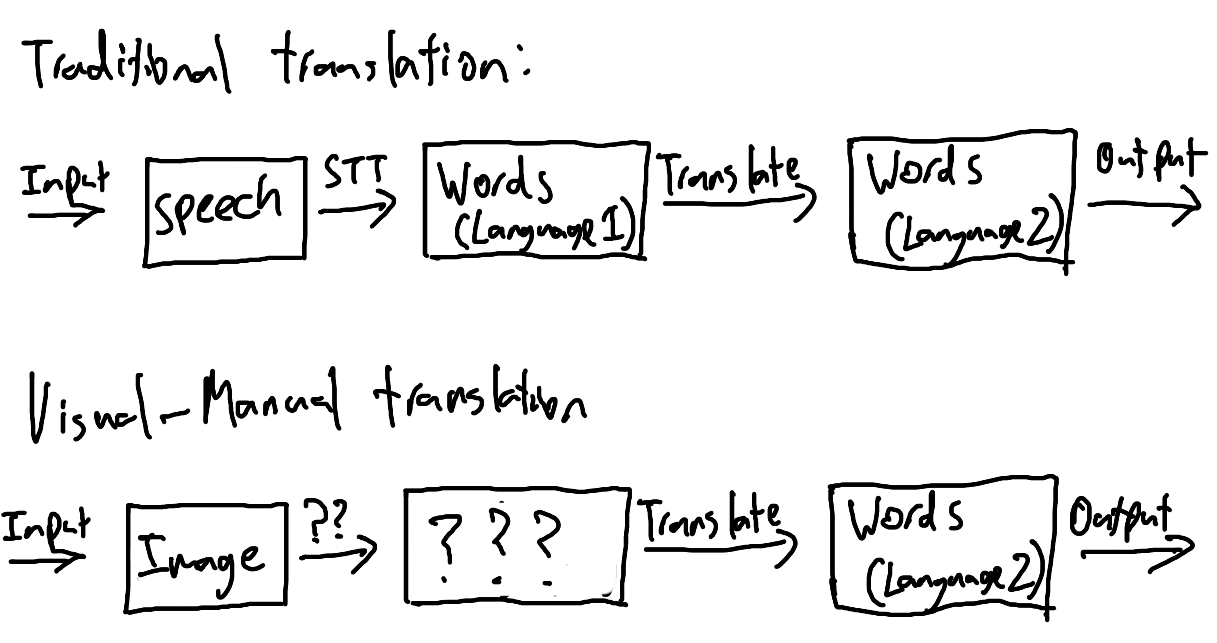 Traditional translation:
Input
speech
STT
Words
(Language 1)
Translate
Words
(Language 2)
Output
Visual-Manual translation
Input
Image
??
???
Translate
Words
(Language 2)
Output